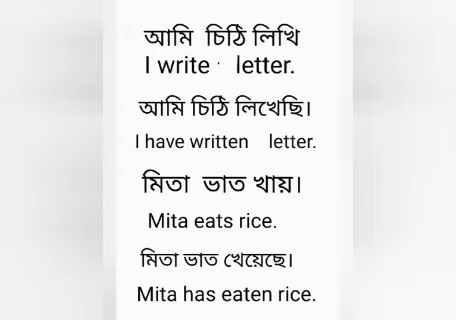 আমি চিঠি লিখি
I write letter.
আমি চিঠি লিখেছি।
I have written letter.
মিতা ভাত খায়।
Mita eats rice.
মিতা ভাত খেয়েছে।
Mita has eaten rice.